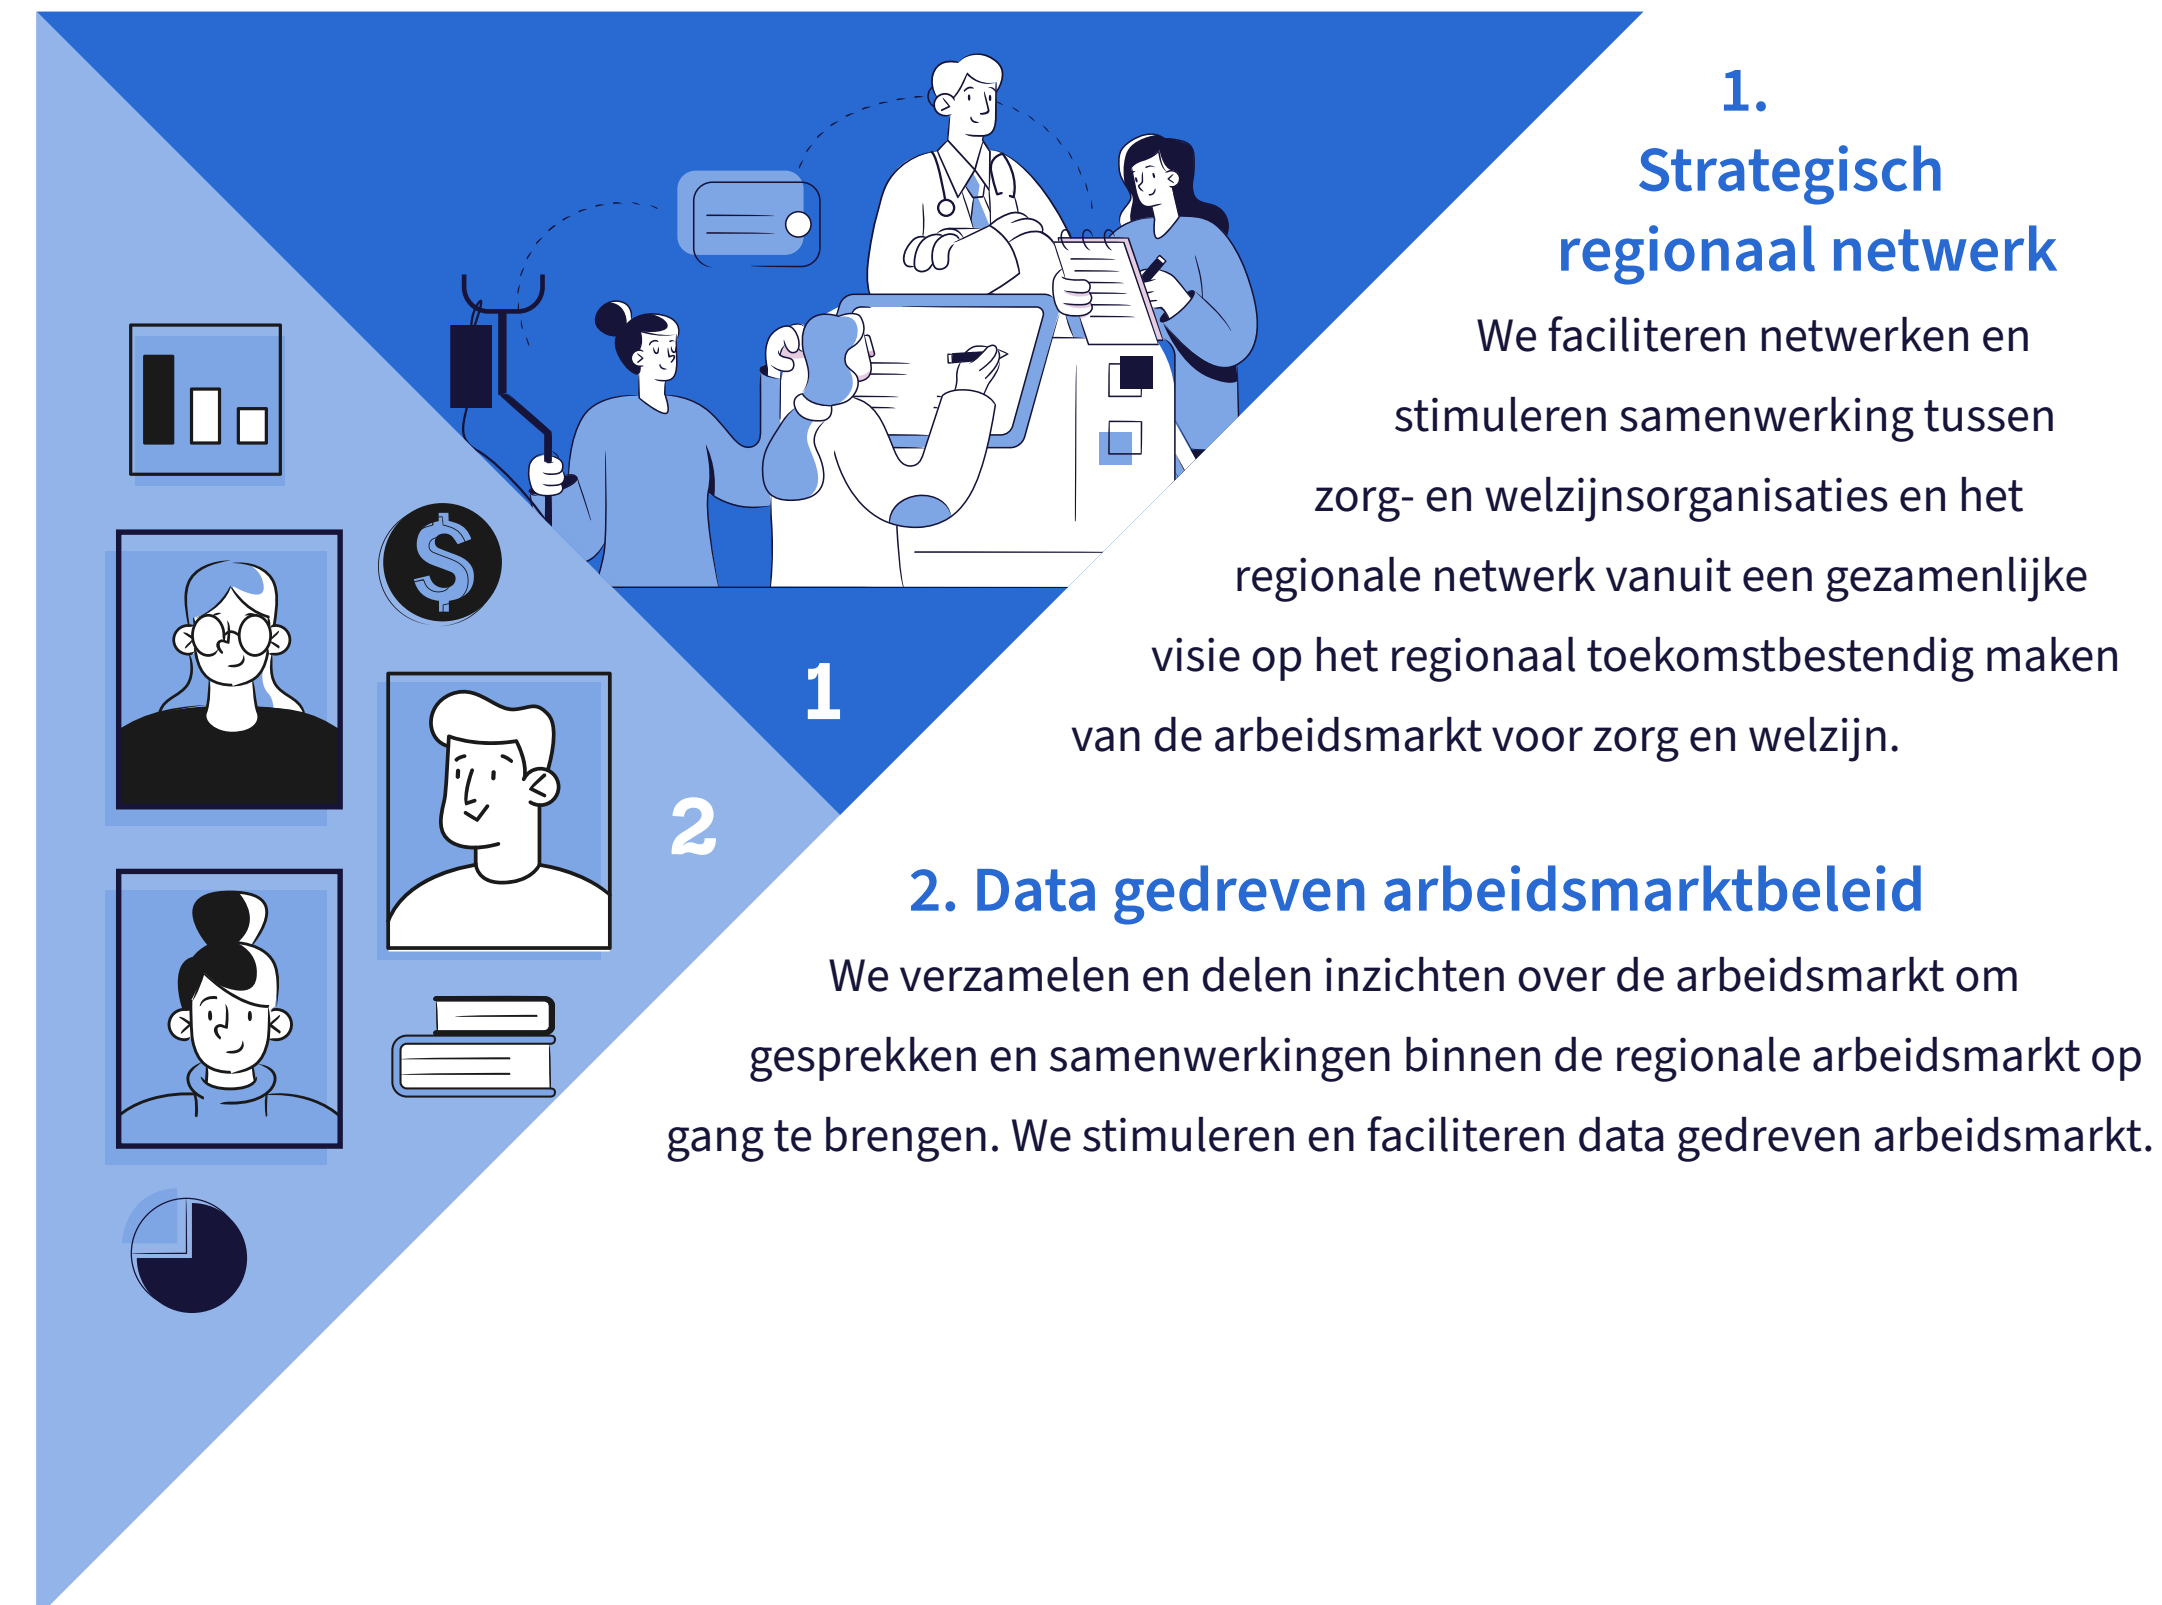 1.
Strategisch
regionaal netwerk
We faciliteren netwerken en
stimuleren samenwerking tussen
zorg- en welzijnsorganisaties en het
regionale netwerk vanuit een gezamenlijke
visie op het regionaal toekomstbestendig maken
van de arbeidsmarkt voor zorg en welzijn.
1
2
2. Data gedreven arbeidsmarktbeleid
We verzamelen en delen inzichten over de arbeidsmarkt om
gesprekken en samenwerkingen binnen de regionale arbeidsmarkt op
gang te brengen. We stimuleren en faciliteren data gedreven arbeidsmarkt.
$